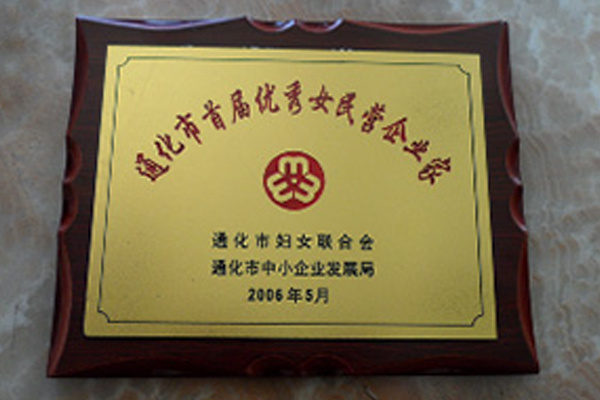 通化市首届优秀女民营企业家
通化市妇女联合会
通化市中小企业发展局
2006年5月